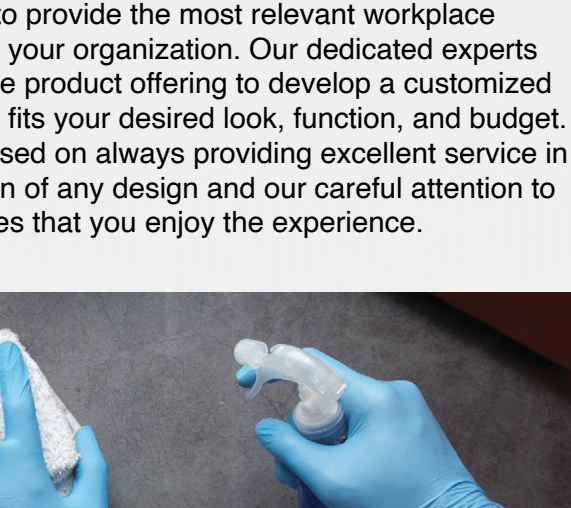 to provide the most relevant workplace
your organization. Our dedicated experts
product offering to develop a customized
fits your desired look, function, and budget.
on always providing excellent service in
of any design and our careful attention to
that you enjoy the experience.